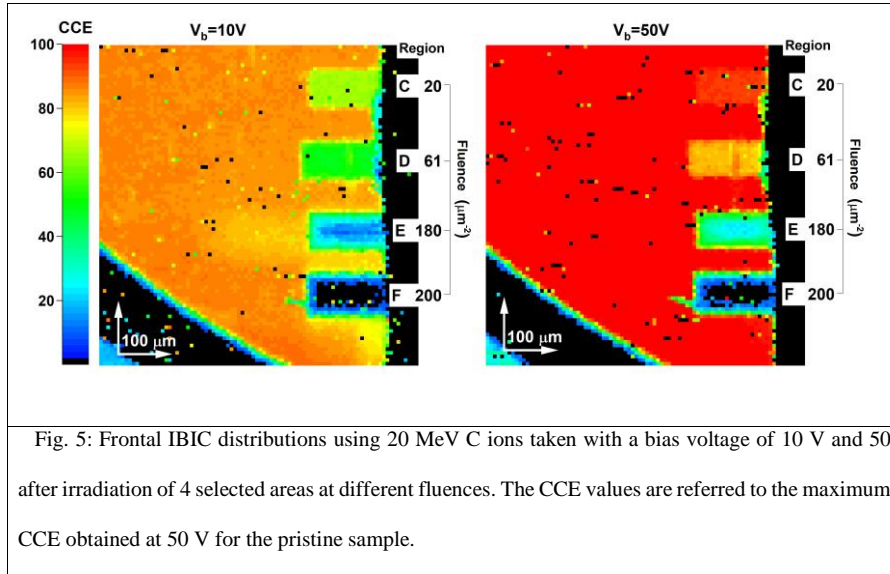 CCE
V_b=10V
V_b=50V
100
80
60
40
20
Region
C 20
D 61
E 180
F 200
Fluence (μm⁻²)
100 μm
Region
C 20
D 61
E 180
F 200
Fluence (μm⁻²)
100 μm
Fig. 5: Frontal IBIC distributions using 20 MeV C ions taken with a bias voltage of 10 V and 50
after irradiation of 4 selected areas at different fluences. The CCE values are referred to the maximum
CCE obtained at 50 V for the pristine sample.